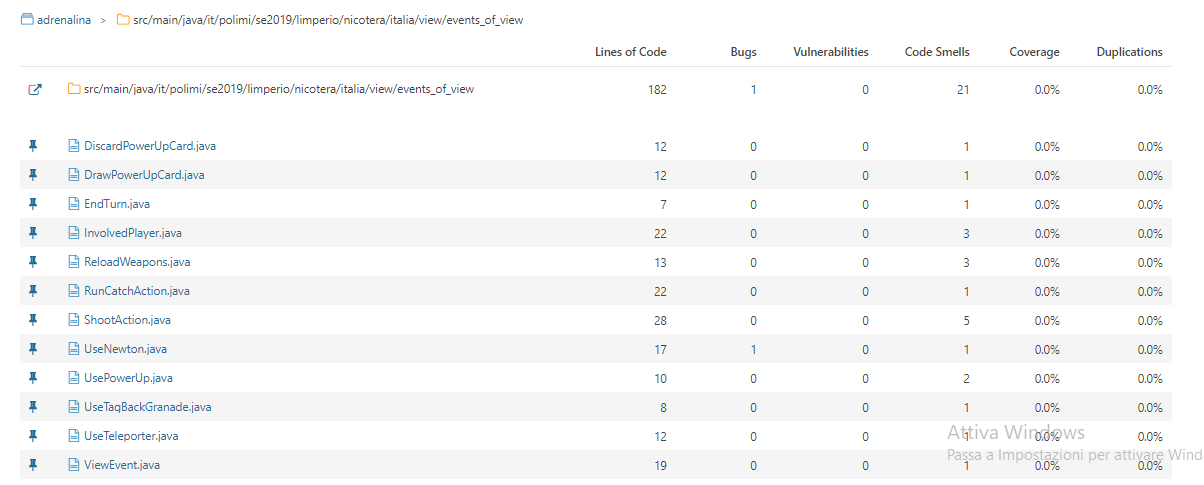 adrenalina > src/main/java/it/polimi/se2019/limperio/nicotera/italia/view/events_of_view
Lines of Code Bugs Vulnerabilities Code Smells Coverage Duplications
src/main/java/it/polimi/se2019/limperio/nicotera/italia/view/events_of_view 182 1 0 21 0.0% 0.0%
DiscardPowerUpCard.java 12 0 0 1 0.0% 0.0%
DrawPowerUpCard.java 12 0 0 1 0.0% 0.0%
EndTurn.java 7 0 0 1 0.0% 0.0%
InvolvedPlayer.java 22 0 0 3 0.0% 0.0%
ReloadWeapons.java 13 0 0 3 0.0% 0.0%
RunCatchAction.java 22 0 0 1 0.0% 0.0%
ShootAction.java 28 0 0 5 0.0% 0.0%
UseNewton.java 17 1 0 1 0.0% 0.0%
UsePowerUp.java 10 0 0 2 0.0% 0.0%
UseTagBackGranade.java 8 0 0 1 0.0% 0.0%
UseTeleporter.java 12 0 0 1 0.0% 0.0%
ViewEvent.java 19 0 0 1 0.0% 0.0%
Attiva Windows
Passa a Impostazioni per attivare Wind